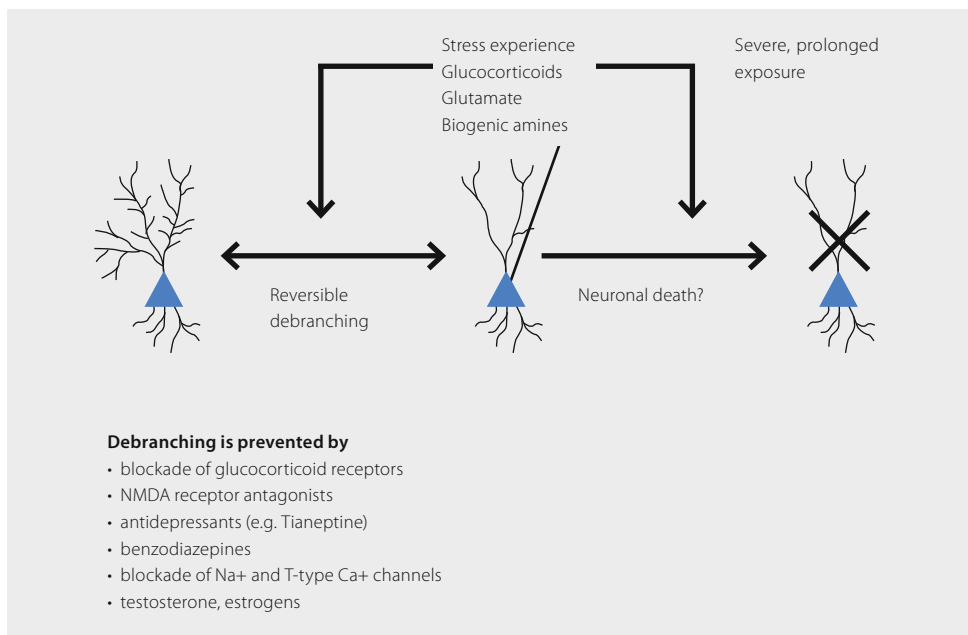 Stress experience
Glucocorticoids
Glutamate
Biogenic amines
Severe, prolonged
exposure
Reversible
debranching
Neuronal death?
Debranching is prevented by
• blockade of glucocorticoid receptors
• NMDA receptor antagonists
• antidepressants (e.g. Tianeptine)
• benzodiazepines
• blockade of Na+ and T-type Ca+ channels
• testosterone, estrogens